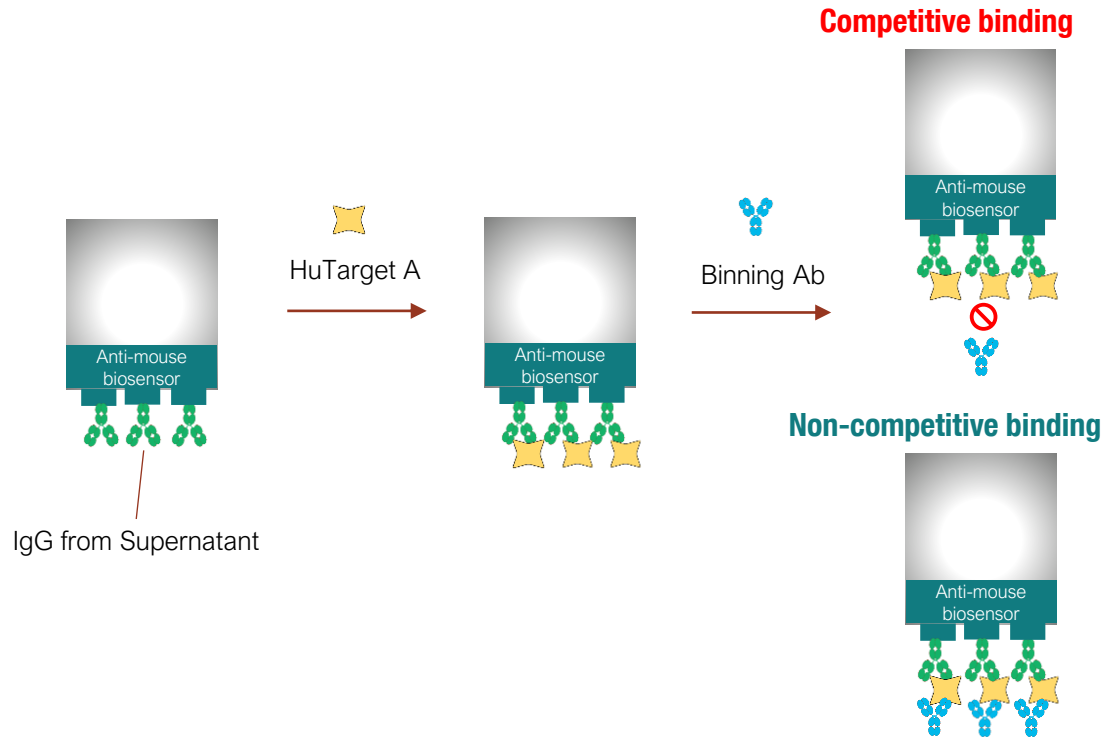 Competitive binding
Anti-mouse
biosensor
HuTarget A
Binning Ab
Anti-mouse
biosensor
Anti-mouse
biosensor
Non-competitive binding
IgG from Supernatant
Anti-mouse
biosensor